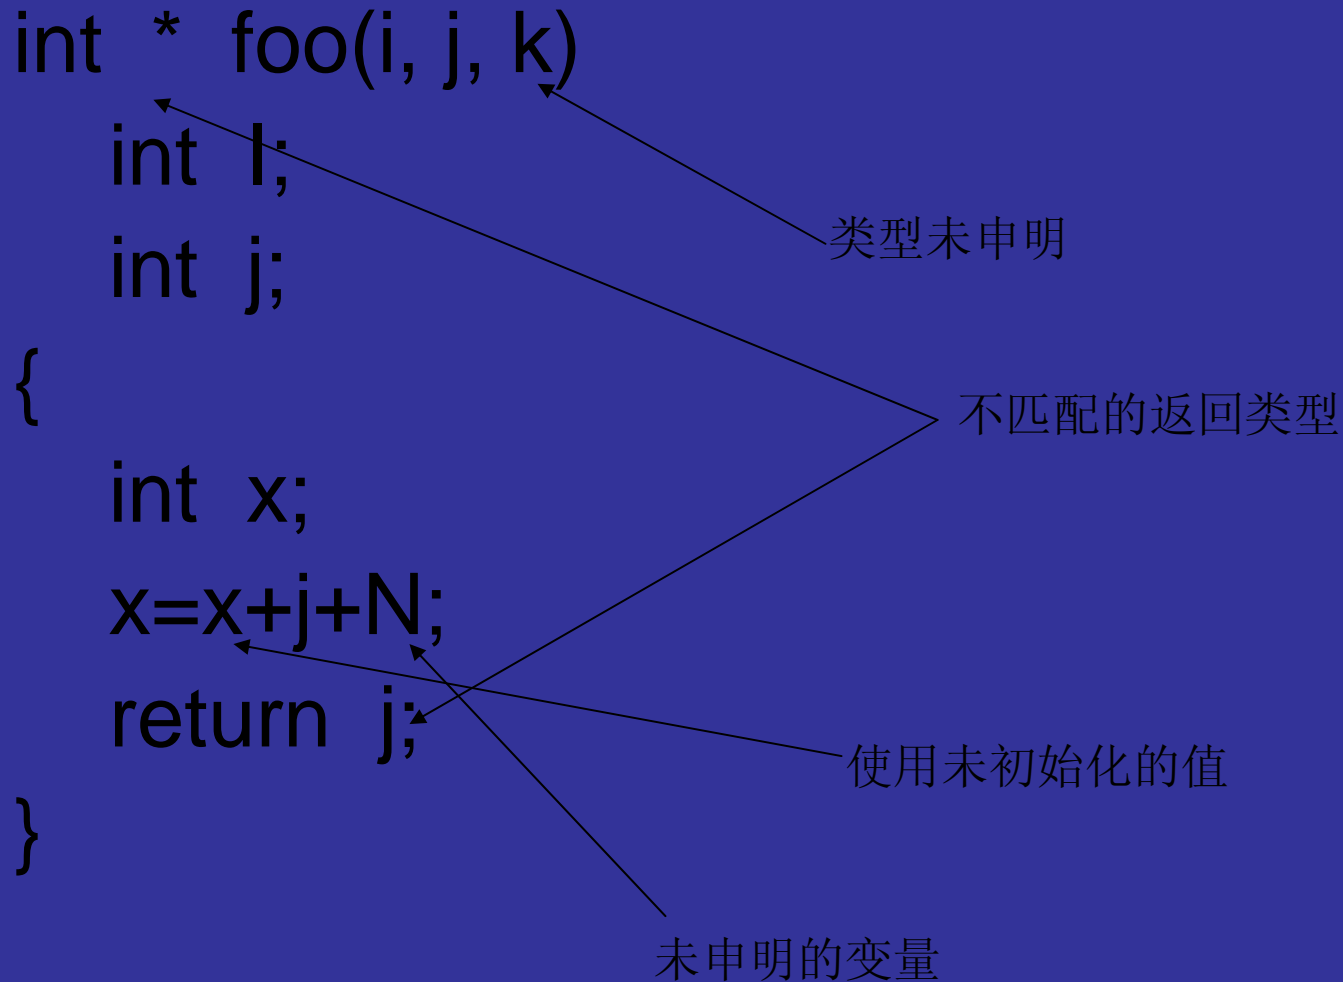 int * foo(i, j, k)
int I;
类型未申明
int j;
{
不匹配的返回类型
int x;
x=x+j+N;
return j;
使用未初始化的值
}
未申明的变量